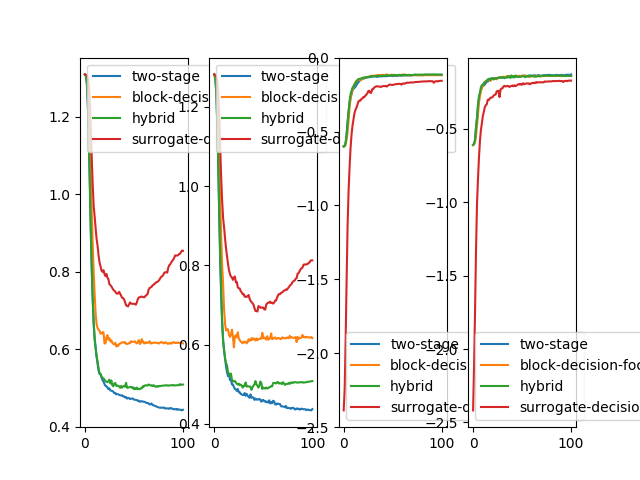 1.2
1.0
0.8
0.6
0.4
0 100
two-stage
block-decis
hybrid
surrogate-d
1.2
1.0
0.8
0.6
0.4
0 100
two-stage
block-decis
hybrid
surrogate-d
0.0
−0.5
−1.0
−1.5
−2.0
−2.5
0 100
two-stage
block-decis
hybrid
surrogate-d
−0.5
−1.0
−1.5
−2.0
−2.5
0 100
two-stage
block-decision-foc
hybrid
surrogate-decisio